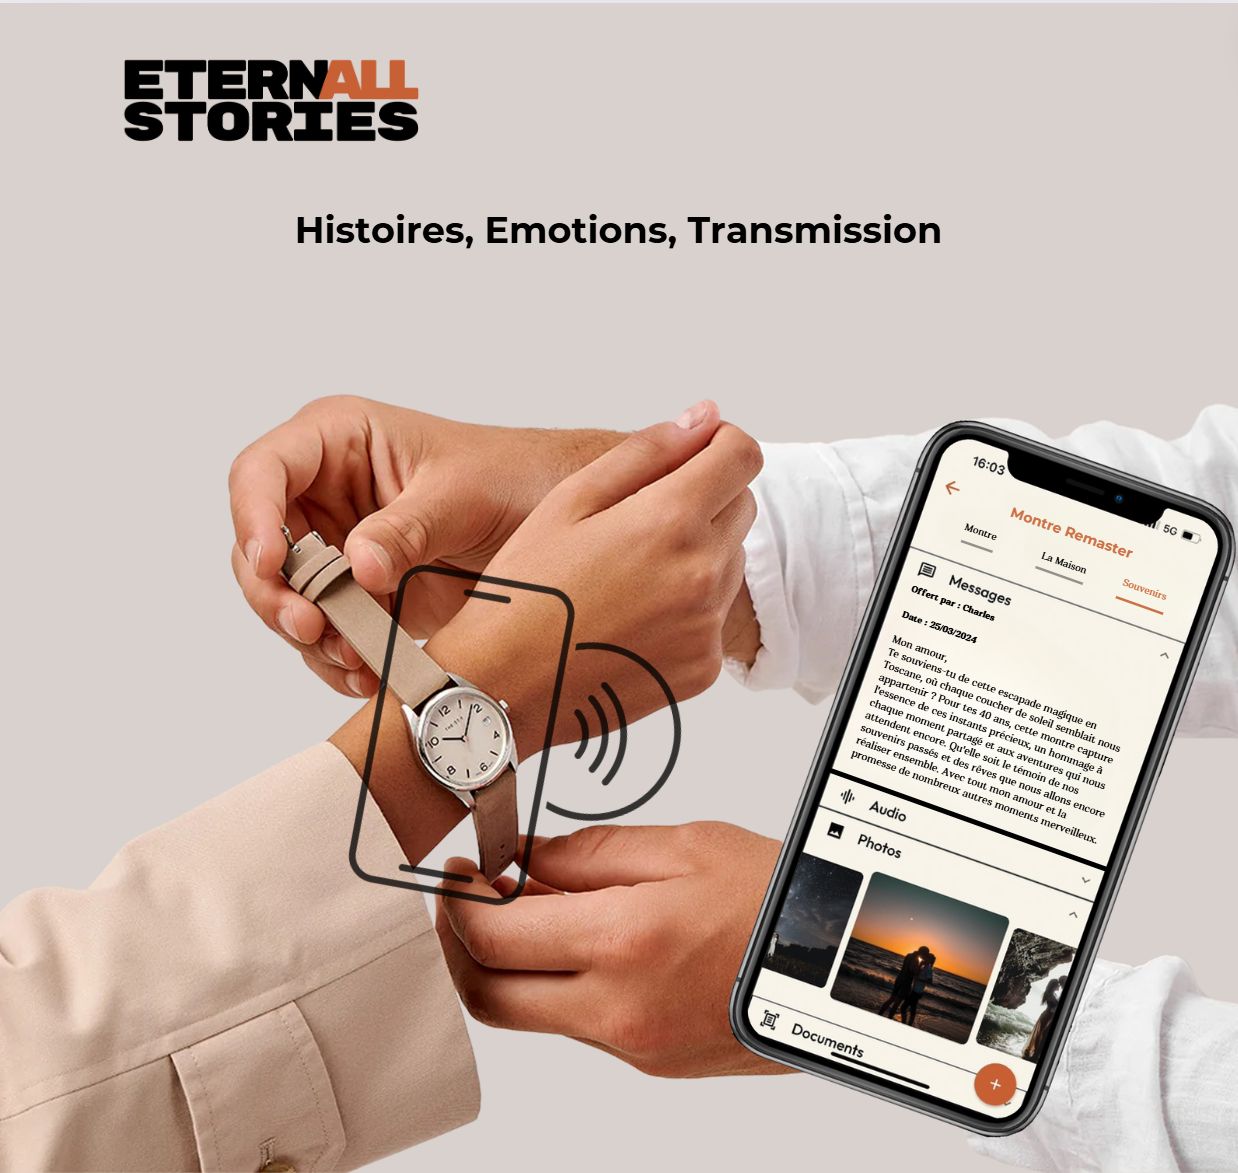 ETERNALL
STORIES
Histoires, Emotions, Transmission
16:03
5G
Montre Remaster
Montre
La Maison
Souvenirs
Messages
Offert par : Charles
Date : 25/03/2024
Mon amour,
Te souviens-tu de cette escapade magique en
Toscane, où chaque coucher de soleil semblait nous
appartenir ? Pour tes 40 ans, cette montre capture
l'essence de ces instants précieux, un hommage à
chaque moment partagé et aux aventures qui nous
attendent encore. Qu'elle soit le témoin de nos
souvenirs passés et des rêves que nous allons encore
réaliser ensemble. Avec tout mon amour et la
promesse de nombreux autres moments merveilleux.
Audio
Photos
Documents
+